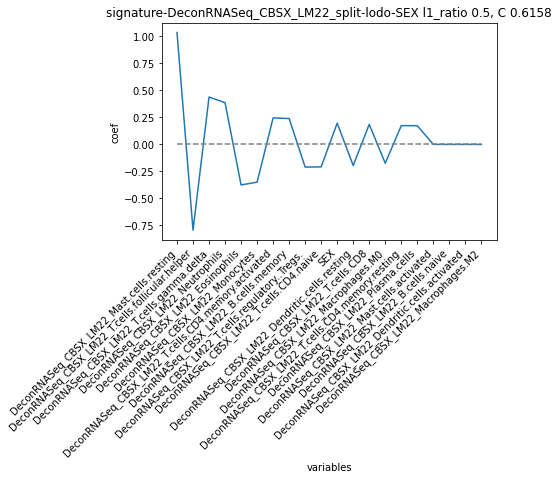 signature-DeconRNASeq_CBSX_LM22_split-lodo-SEX l1_ratio 0.5, C 0.6158
coef
1.00
0.75
0.50
0.25
0.00
−0.25
−0.50
−0.75
DeconRNASeq_CBSX_LM22_Mast.cells.resting
DeconRNASeq_CBSX_LM22_T.cells.follicular.helper
DeconRNASeq_CBSX_LM22_T.cells.gamma.delta
DeconRNASeq_CBSX_LM22_Neutrophils
DeconRNASeq_CBSX_LM22_Eosinophils
DeconRNASeq_CBSX_LM22_Monocytes
DeconRNASeq_CBSX_LM22_T.cells.CD4.memory.activated
DeconRNASeq_CBSX_LM22_B.cells.memory
DeconRNASeq_CBSX_LM22_T.cells.regulatory..Tregs.
DeconRNASeq_CBSX_LM22_T.cells.CD4.naive
SEX
DeconRNASeq_CBSX_LM22_Dendritic.cells.resting
DeconRNASeq_CBSX_LM22_T.cells.CD8
DeconRNASeq_CBSX_LM22_Macrophages.M0
DeconRNASeq_CBSX_LM22_T.cells.CD4.memory.resting
DeconRNASeq_CBSX_LM22_Plasma.cells
DeconRNASeq_CBSX_LM22_Mast.cells.activated
DeconRNASeq_CBSX_LM22_B.cells.naive
DeconRNASeq_CBSX_LM22_Dendritic.cells.activated
DeconRNASeq_CBSX_LM22_Macrophages.M2
variables